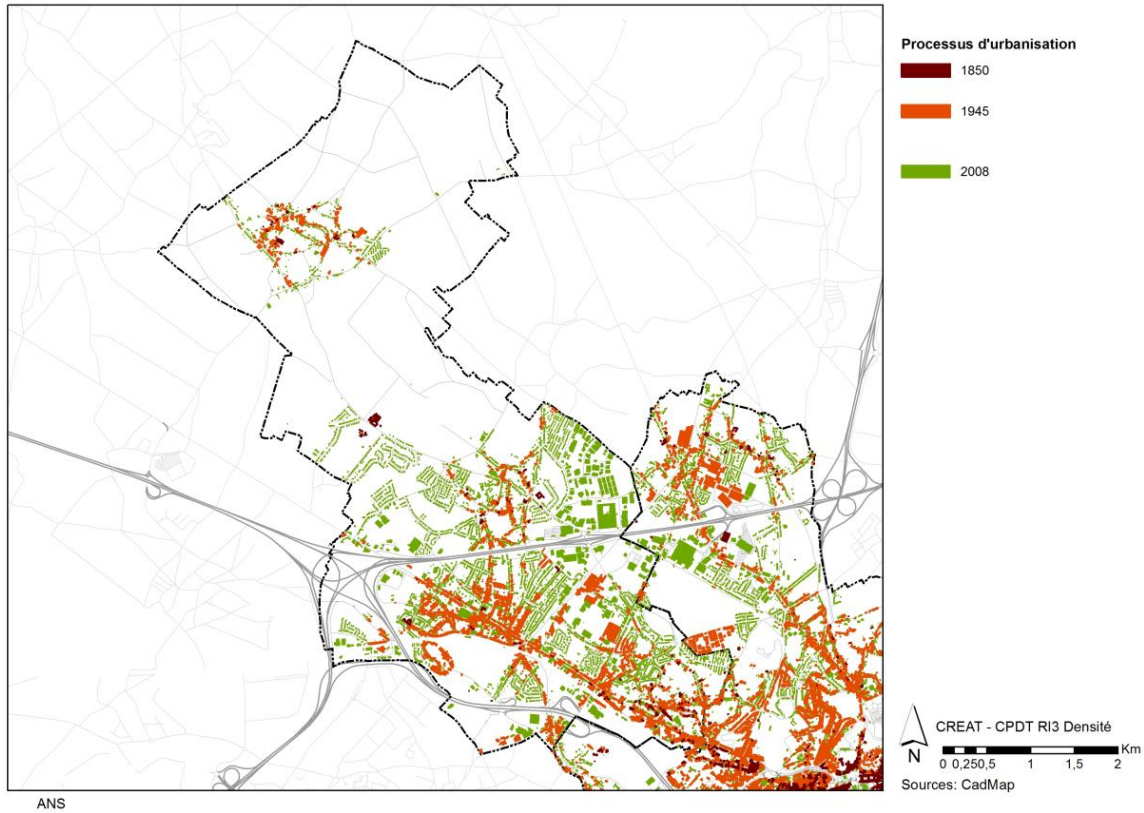 Processus d'urbanisation
1850
1945
2008
N
CREAT - CPDT RI3 Densité
Km
0 0,250,5 1 1,5 2
Sources: CadMap
ANS